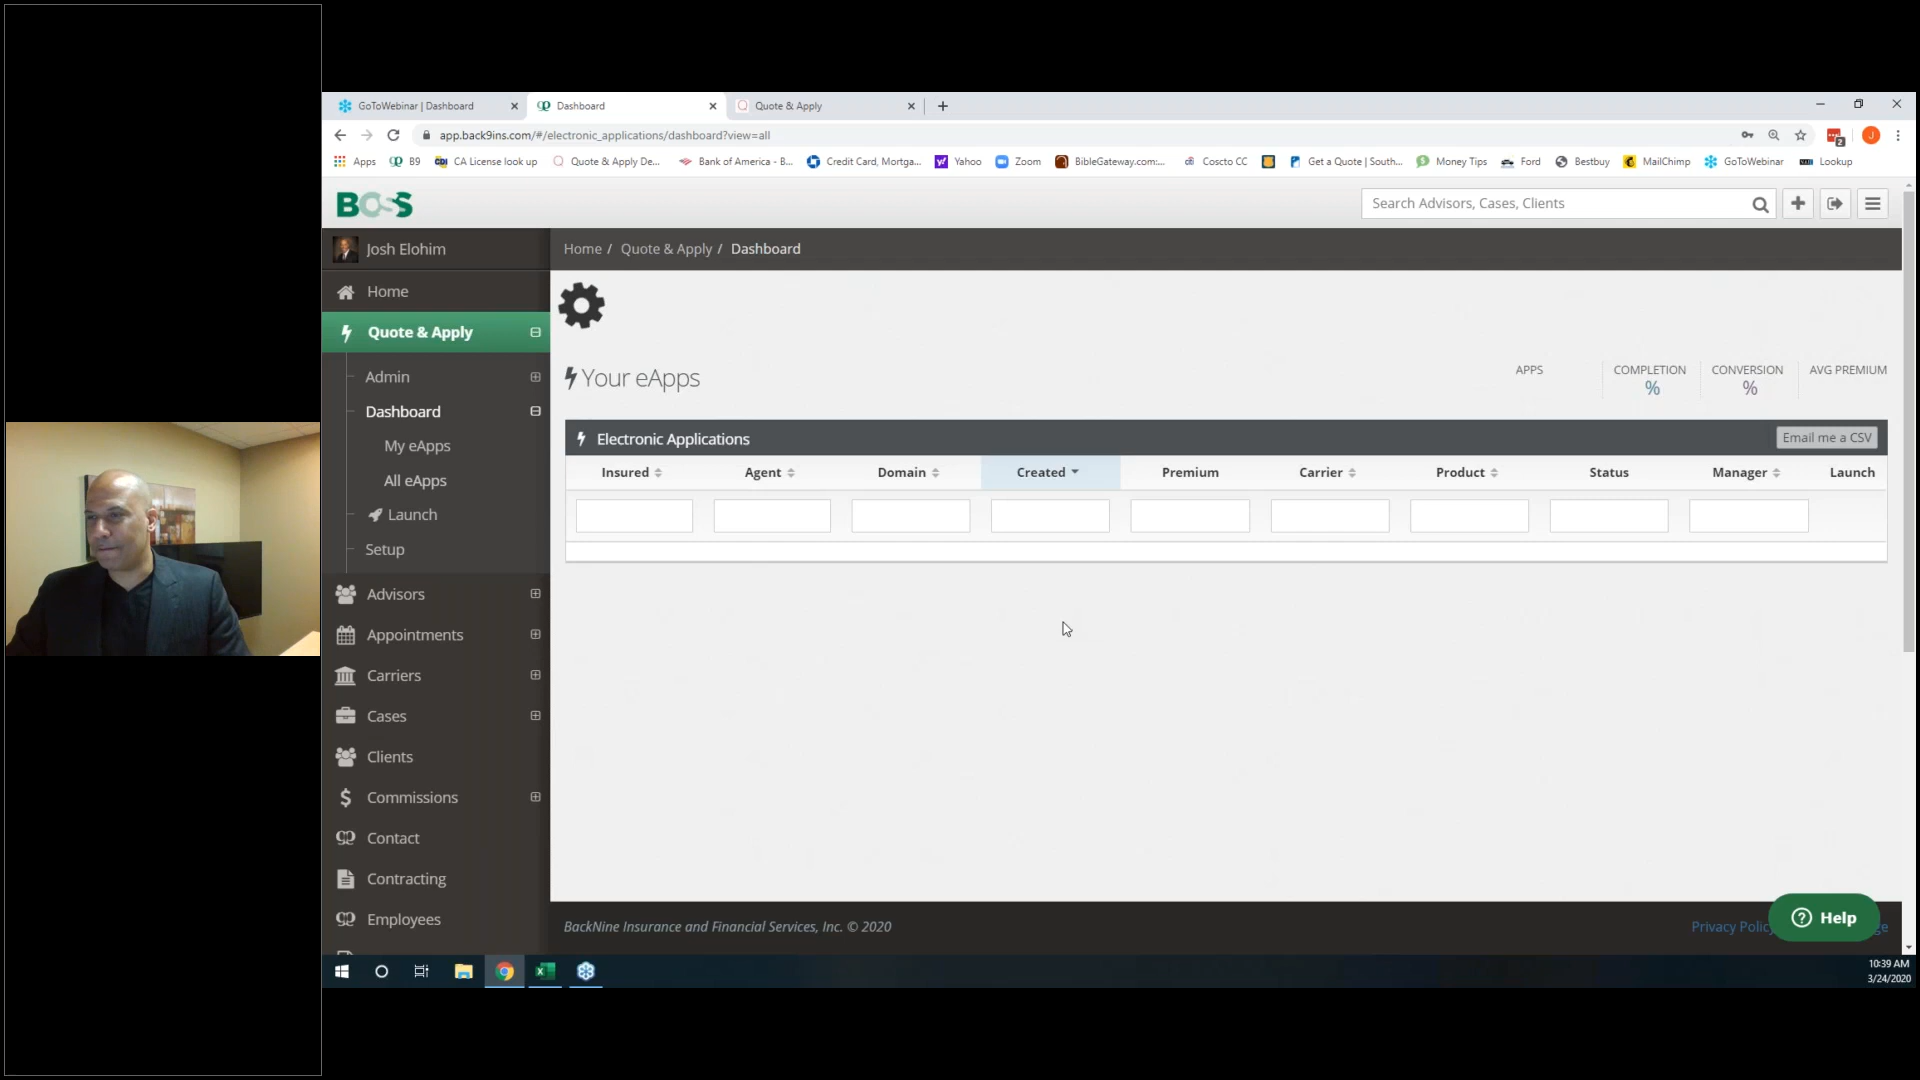 GoToWebinar | Dashboard
Dashboard
Quote & Apply
app.back9ins.com/#/electronic_applications/dashboard?view=all
2
J
Apps
B9
CA License look up
Quote & Apply De...
Bank of America - B...
Credit Card, Mortga...
Yahoo
Zoom
BibleGateway.com:...
Coscto CC
Get a Quote | South...
Money Tips
Ford
Bestbuy
MailChimp
GoToWebinar
Lookup
BOSS
Search Advisors, Cases, Clients
Josh Elohim
Home / Quote & Apply / Dashboard
Home
Quote & Apply
Admin
Dashboard
My eApps
All eApps
Launch
Setup
Advisors
Appointments
Carriers
Cases
Clients
Commissions
Contact
Contracting
Employees
Your eApps
APPS
COMPLETION
%
CONVERSION
%
AVG PREMIUM
Electronic Applications
Email me a CSV
Insured
Agent
Domain
Created
Premium
Carrier
Product
Status
Manager
Launch
BackNine Insurance and Financial Services, Inc. © 2020
Privacy Policy
Help
10:39 AM
3/24/2020